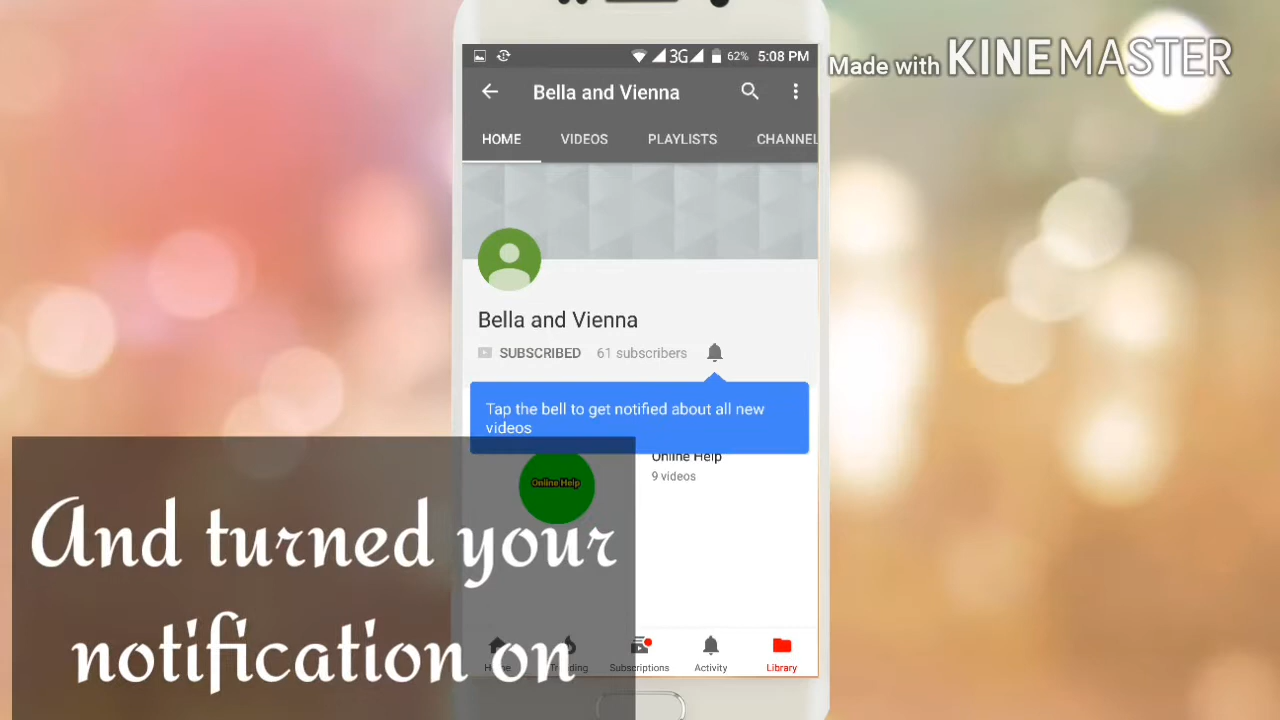 Made with KINEMASTER
3G 62% 5:08 PM
Bella and Vienna
HOME VIDEOS PLAYLISTS CHANNEL
Bella and Vienna
SUBSCRIBED 61 subscribers
Tap the bell to get notified about all new
videos
Online Help
Online Help
9 videos
And turned your
notification on
Home Trending Subscriptions Activity Library